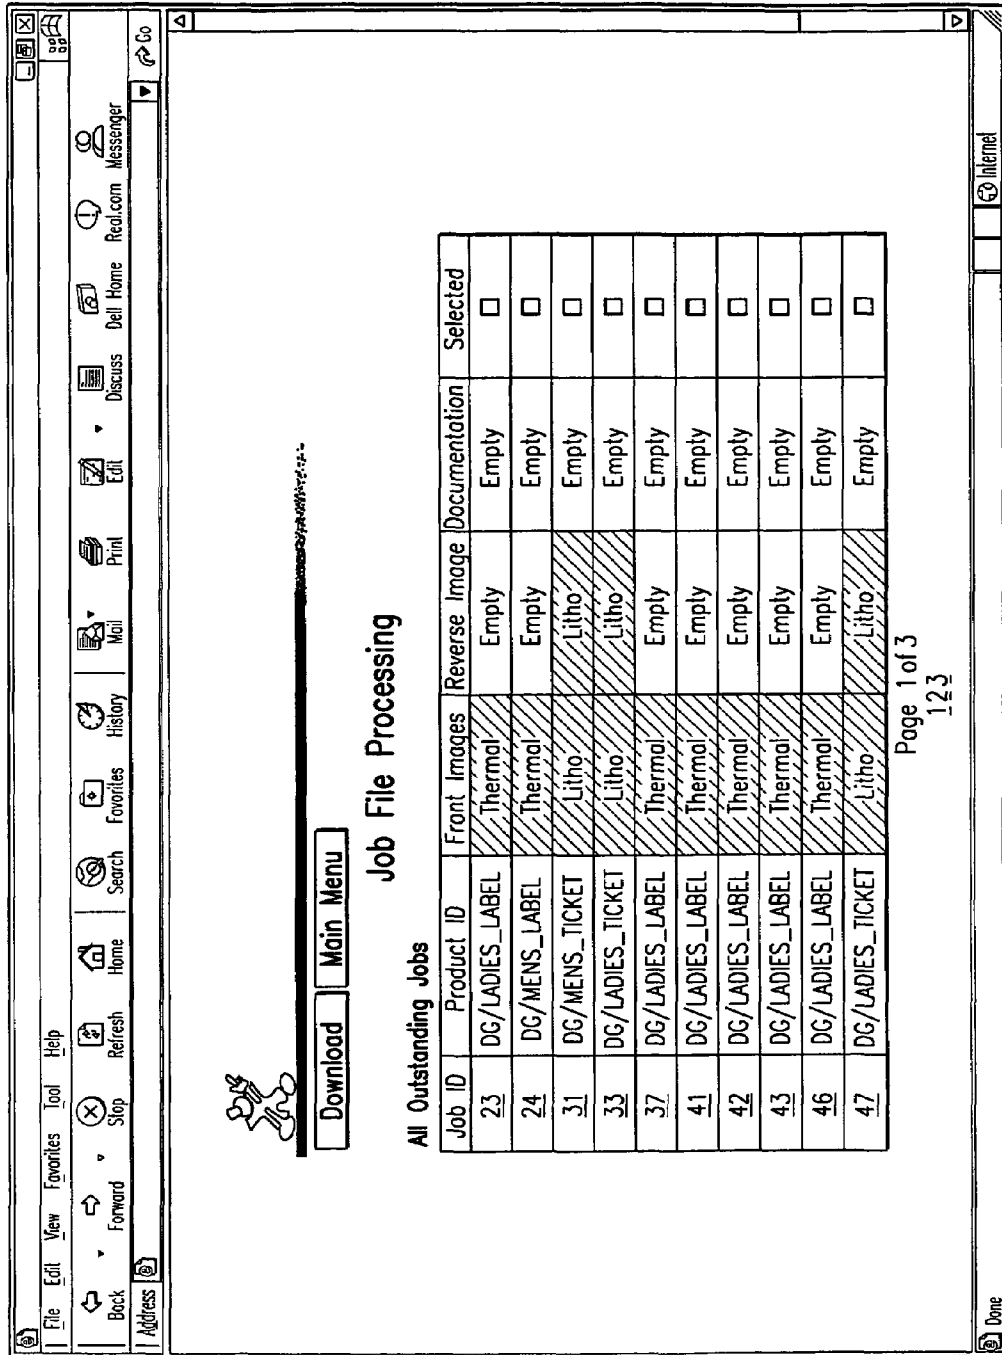 File Edit View Favorites Tool Help
Back Forward Stop Refresh Home Search Favorites History Mail Print Edit Discuss Dell Home Real.com Messenger
Address Go
Download Main Menu
Job File Processing
All Outstanding Jobs
Job ID Product ID Front Images Reverse Image Documentation Selected
23 DG/LADIES_LABEL Thermal Empty Empty
24 DG/MENS_LABEL Thermal Empty Empty
31 DG/MENS_TICKET Litho Litho Empty
33 DG/LADIES_TICKET Litho Litho Empty
37 DG/LADIES_LABEL Thermal Empty Empty
41 DG/LADIES_LABEL Thermal Empty Empty
42 DG/LADIES_LABEL Thermal Empty Empty
43 DG/LADIES_LABEL Thermal Empty Empty
46 DG/LADIES_LABEL Thermal Empty Empty
47 DG/LADIES_TICKET Litho Litho Empty
Page 1 of 3
1 2 3
Done Internet